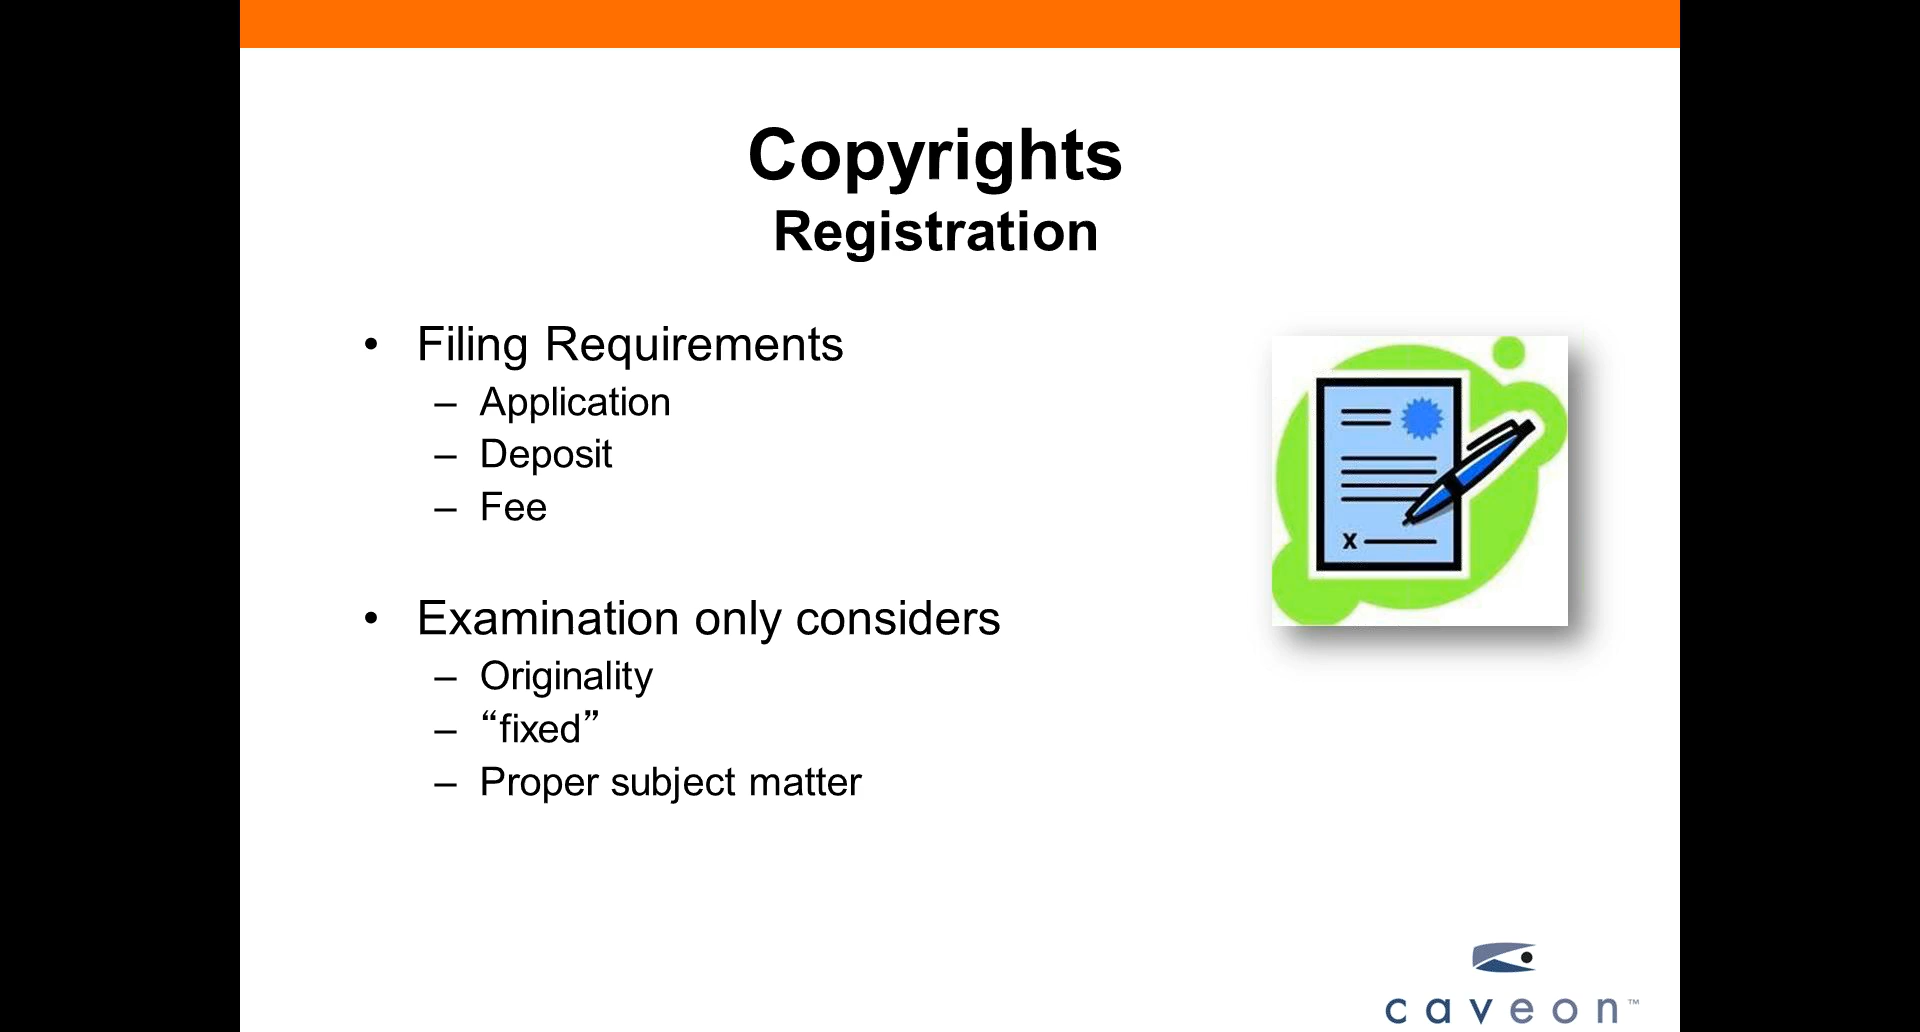 Copyrights
Registration
• Filing Requirements
– Application
– Deposit
– Fee
• Examination only considers
– Originality
– “fixed”
– Proper subject matter
x
caveon™